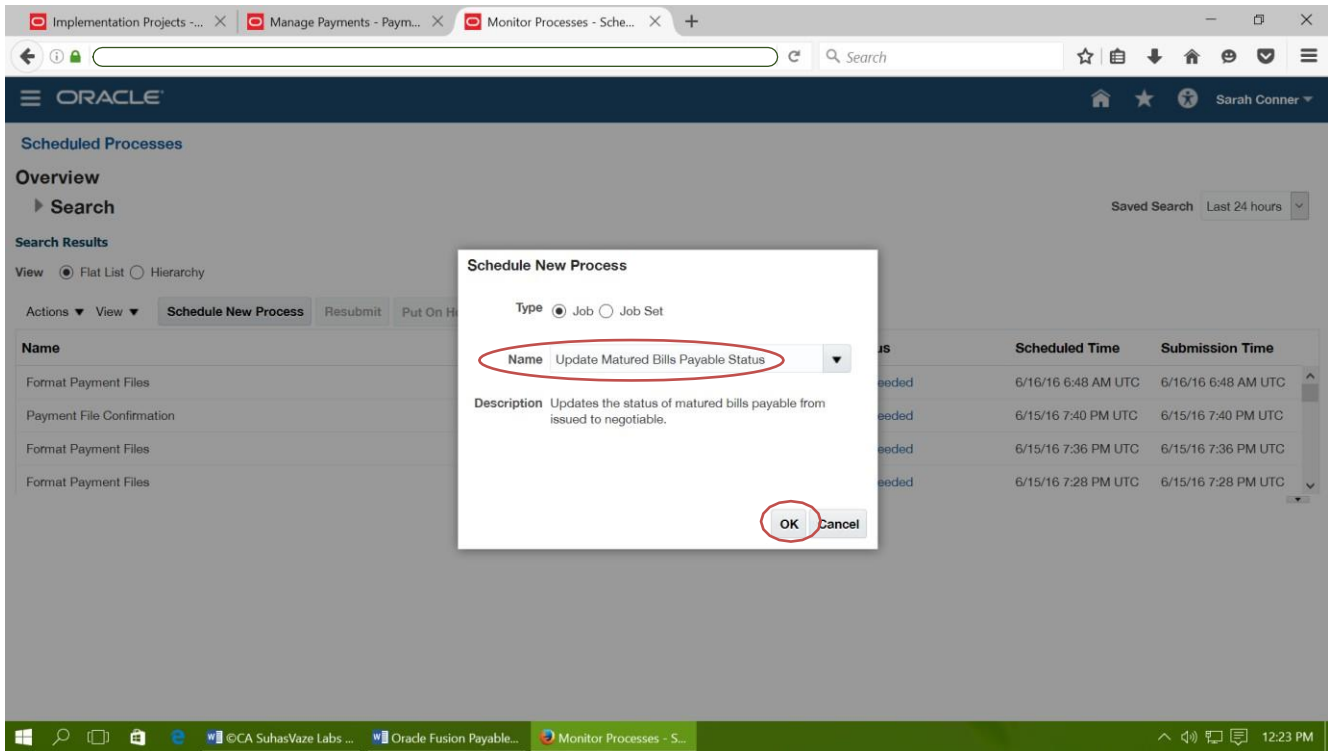 Implementation Projects -...
Manage Payments - Paym...
Monitor Processes - Sche...
Search
ORACLE
Sarah Conner
Scheduled Processes
Overview
Search
Saved Search Last 24 hours
Search Results
View Flat List Hierarchy
Actions View Schedule New Process Resubmit Put On H
Name
us
Scheduled Time
Submission Time
Format Payment Files
eeded
6/16/16 6:48 AM UTC
6/16/16 6:48 AM UTC
Payment File Confirmation
eeded
6/15/16 7:40 PM UTC
6/15/16 7:40 PM UTC
Format Payment Files
eeded
6/15/16 7:36 PM UTC
6/15/16 7:36 PM UTC
Format Payment Files
eeded
6/15/16 7:28 PM UTC
6/15/16 7:28 PM UTC
Schedule New Process
Type Job Job Set
Name Update Matured Bills Payable Status
Description Updates the status of matured bills payable from
issued to negotiable.
OK Cancel
©CA SuhasVaze Labs ...
Oracle Fusion Payable...
Monitor Processes - S...
12:23 PM